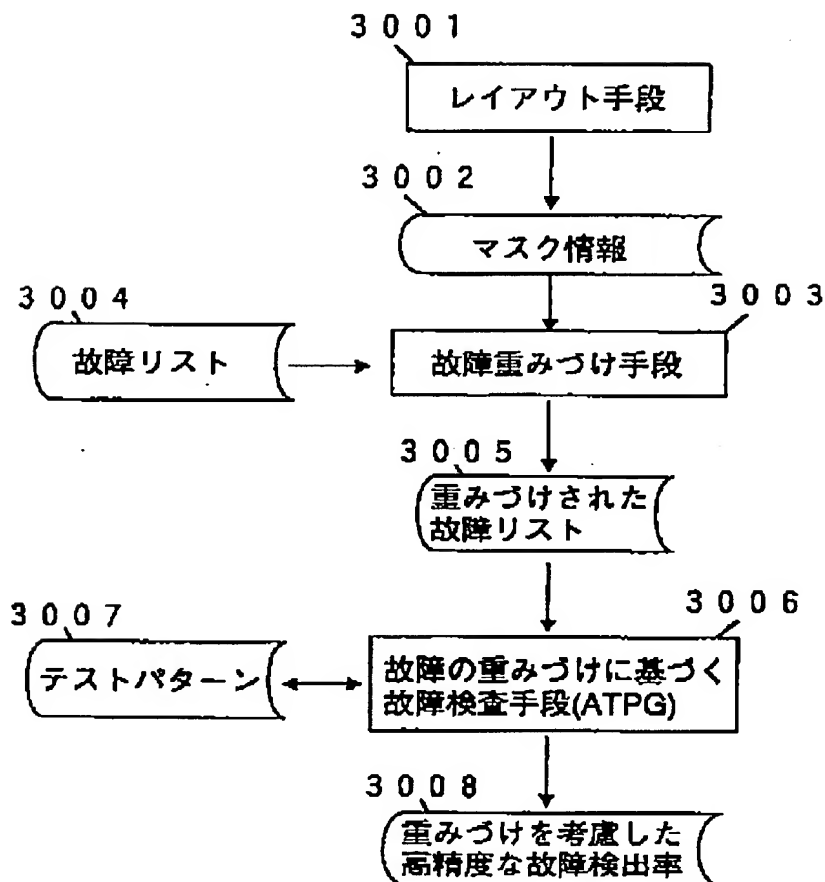 3001
レイアウト手段
3002
マスク情報
3004
故障リスト
3003
故障重みづけ手段
3005
重みづけされた
故障リスト
3007
テストパターン
3006
故障の重みづけに基づく
故障検査手段(ATPG)
3008
重みづけを考慮した
高精度な故障検出率